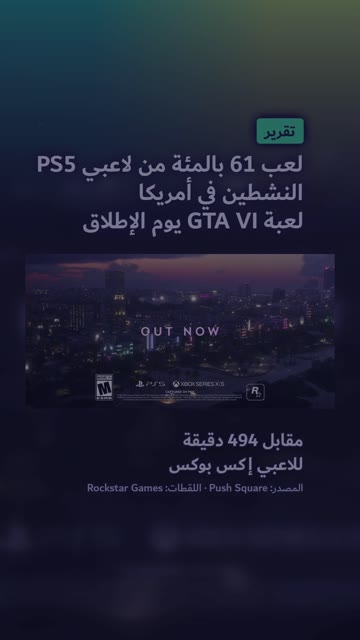 تقرير
لعب 61 بالمئة من لاعبي PS5
النشطين في أمريكا
لعبة GTA VI يوم الإطلاق
OUT NOW
M
PS5 XBOX SERIES X|S
R
مقابل 494 دقيقة
للاعبي إكس بوكس
المصدر: Push Square · اللقطات: Rockstar Games